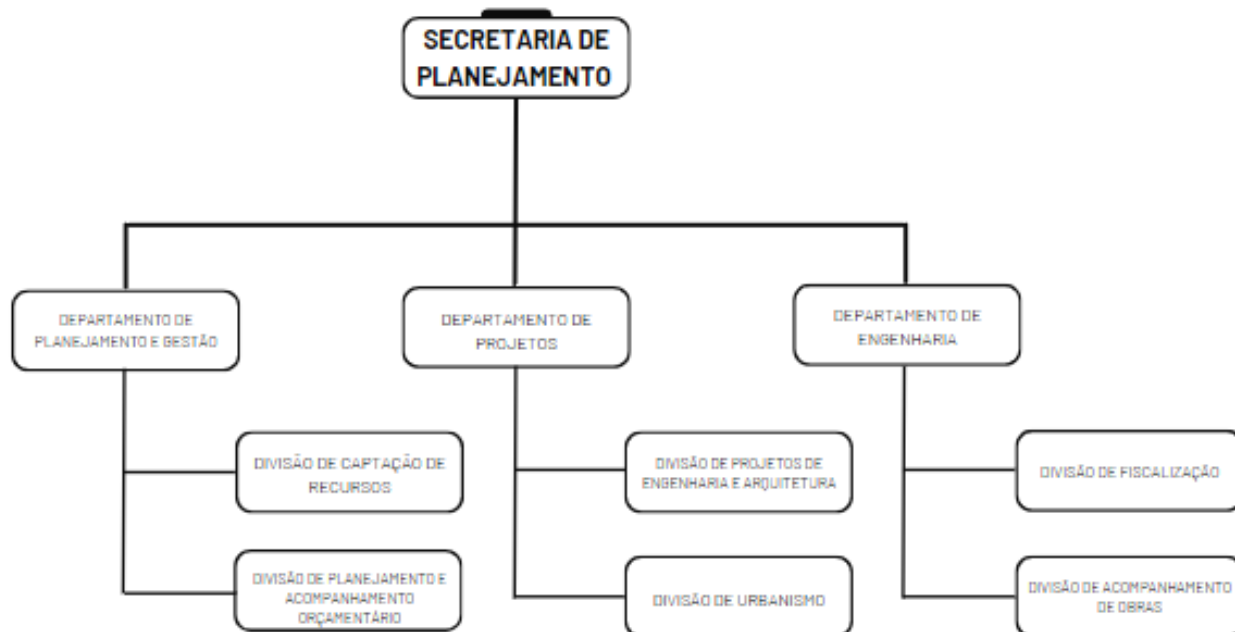 SECRETARIA DE
PLANEJAMENTO
DEPARTAMENTO DE
PLANEJAMENTO E GESTÃO
DEPARTAMENTO DE
PROJETOS
DEPARTAMENTO DE
ENGENHARIA
DIVISÃO DE CAPTAÇÃO DE
RECURSOS
DIVISÃO DE PROJETOS DE
ENGENHARIA E ARQUITETURA
DIVISÃO DE FISCALIZAÇÃO
DIVISÃO DE PLANEJAMENTO E
ACOMPANHAMENTO
ORÇAMENTÁRIO
DIVISÃO DE URBANISMO
DIVISÃO DE ACOMPANHAMENTO
DE OBRAS